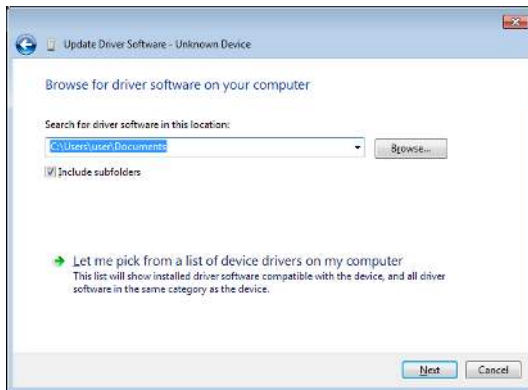 Update Driver Software - Unknown Device
Browse for driver software on your computer
Search for driver software in this location:
C:\Users\user\Documents
Browse...
Include subfolders
Let me pick from a list of device drivers on my computer
This list will show installed driver software compatible with the device, and all driver
software in the same category as the device.
Next Cancel